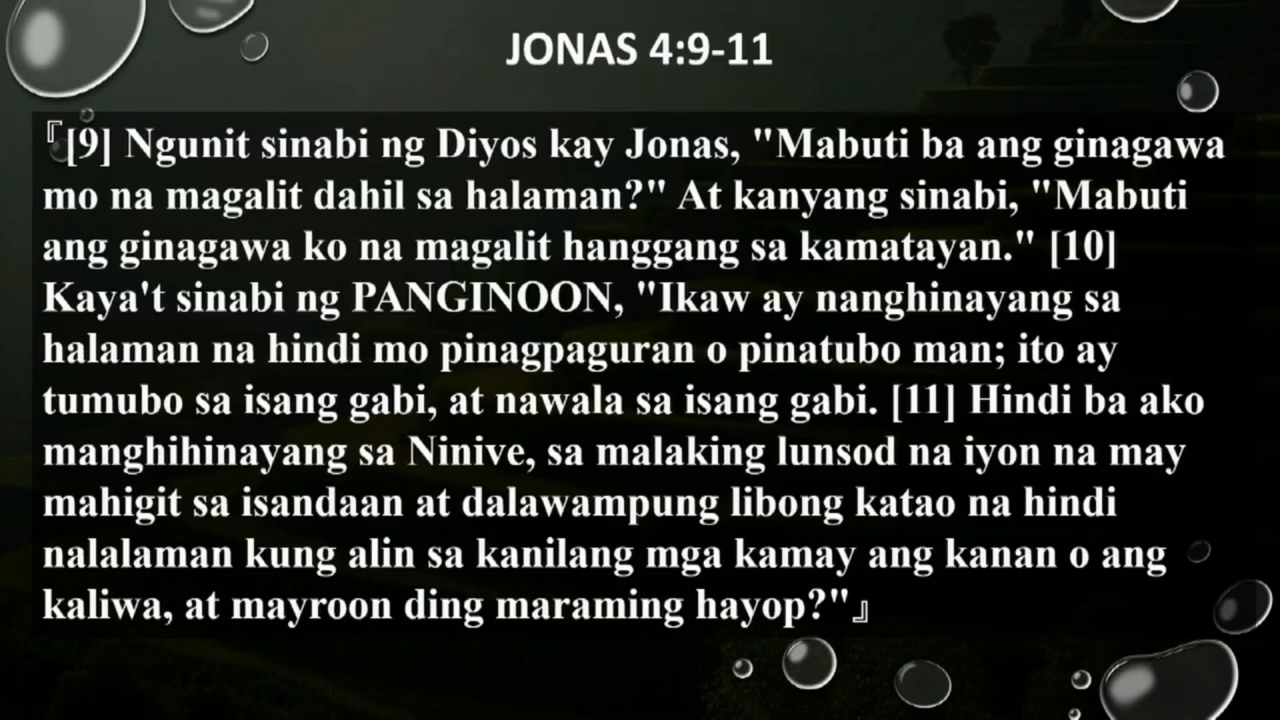 JONAS 4:9-11
『[9] Ngunit sinabi ng Diyos kay Jonas, "Mabuti ba ang ginagawa
mo na magalit dahil sa halaman?" At kanyang sinabi, "Mabuti
ang ginagawa ko na magalit hanggang sa kamatayan." [10]
Kaya't sinabi ng PANGINOON, "Ikaw ay nanghinayang sa
halaman na hindi mo pinagpaguran o pinatubo man; ito ay
tumubo sa isang gabi, at nawala sa isang gabi. [11] Hindi ba ako
manghihinayang sa Ninive, sa malaking lunsod na iyon na may
mahigit sa isandaan at dalawampung libong katao na hindi
nalalaman kung alin sa kanilang mga kamay ang kanan o ang
kaliwa, at mayroon ding maraming hayop?"』